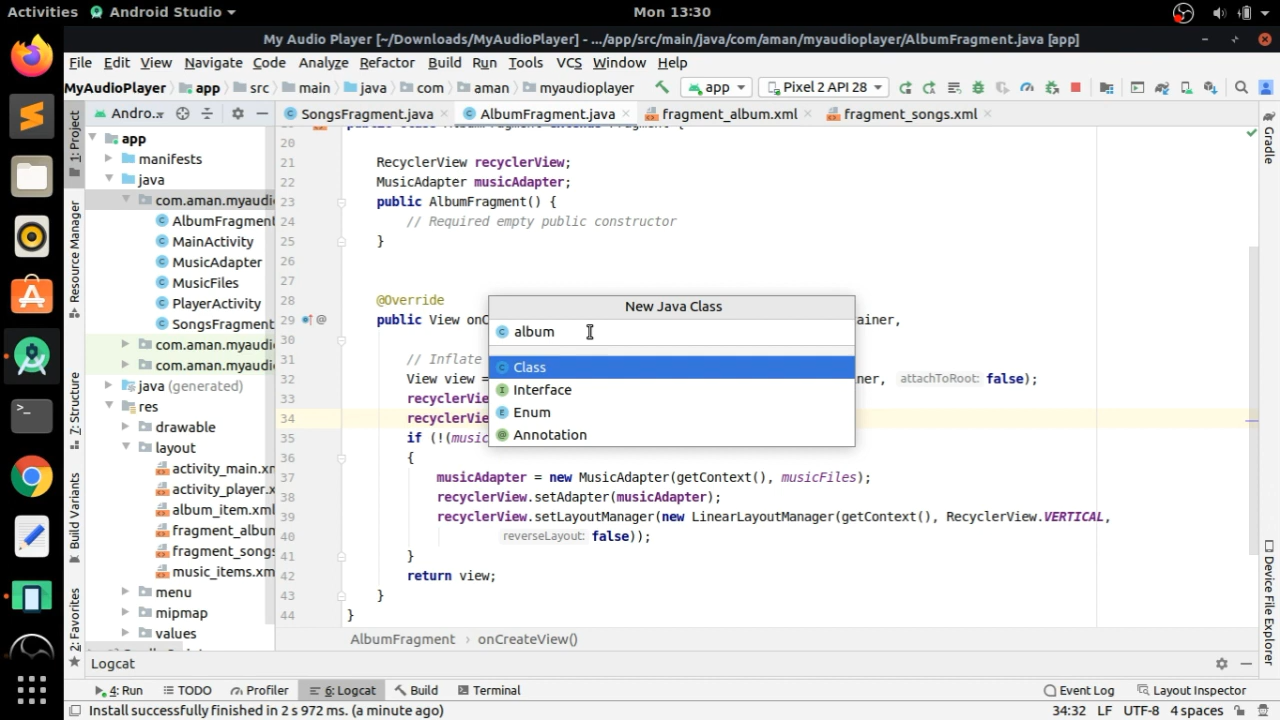 Activities Android Studio Mon 13:30
My Audio Player [~/Downloads/MyAudioPlayer] - .../app/src/main/java/com/aman/myaudioplayer/AlbumFragment.java [app]
File Edit View Navigate Code Analyze Refactor Build Run Tools VCS Window Help
MyAudioPlayer app src main java com aman myaudioplayer app Pixel 2 API 28
Andro... SongsFragment.java AlbumFragment.java fragment_album.xml fragment_songs.xml
1: Project
Resource Manager
7: Structure
Build Variants
2: Favorites
app
manifests
java
com.aman.myaudi
AlbumFragment
MainActivity
MusicAdapter
MusicFiles
PlayerActivity
SongsFragment
com.aman.myaudi
com.aman.myaudi
java (generated)
res
drawable
layout
activity_main.xm
activity_player.x
album_item.xml
fragment_albu
fragment_songs
music_items.xm
menu
mipmap
values
20
21 RecyclerView recyclerView;
22 MusicAdapter musicAdapter;
23 public AlbumFragment() {
24 // Required empty public constructor
25 }
26
27
28 @Override
29 public View onC ainer,
30
31 // Inflate
32 View view = ner, attachToRoot: false);
33 recyclerVie
34 recyclerVie
35 if (!(music
36 {
37 musicAdapter = new MusicAdapter(getContext(), musicFiles);
38 recyclerView.setAdapter(musicAdapter);
39 recyclerView.setLayoutManager(new LinearLayoutManager(getContext(), RecyclerView.VERTICAL,
40 reverseLayout: false));
41 }
42 return view;
43 }
44 }
New Java Class
album
Class
Interface
Enum
Annotation
AlbumFragment › onCreateView()
Gradle
Device File Explorer
Logcat
4: Run TODO Profiler 6: Logcat Build Terminal Event Log Layout Inspector
Install successfully finished in 2 s 972 ms. (a minute ago) 34:32 LF UTF-8 4 spaces